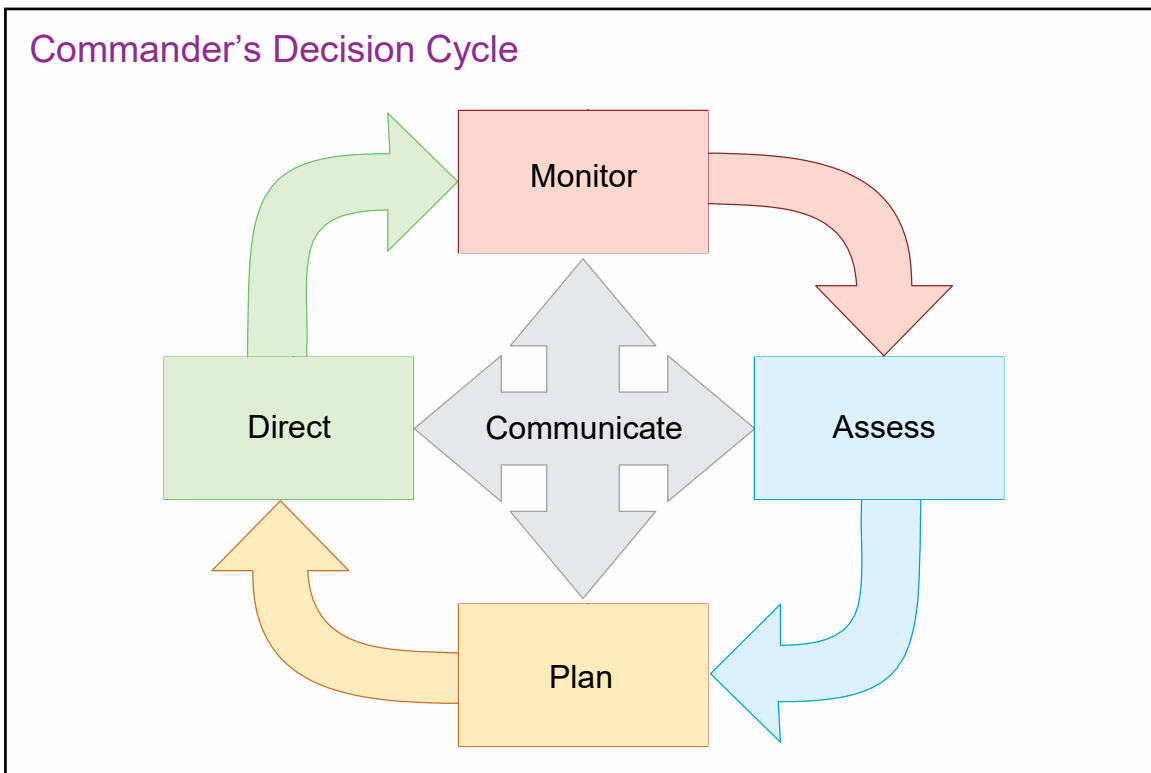 Commander’s Decision Cycle
Monitor
Direct
Communicate
Assess
Plan